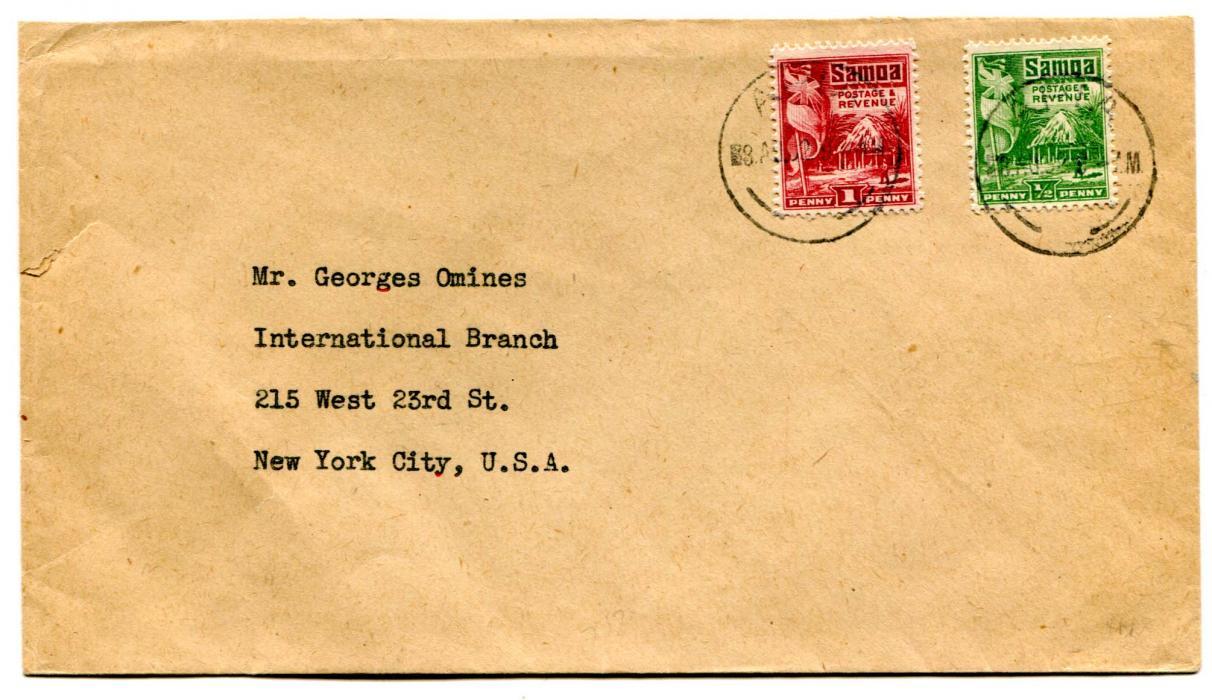 Samoa
POSTAGE &
REVENUE
PENNY 1 PENNY
Samoa
POSTAGE &
REVENUE
PENNY ½ PENNY
Mr. Georges Omines
International Branch
215 West 23rd St.
New York City, U.S.A.